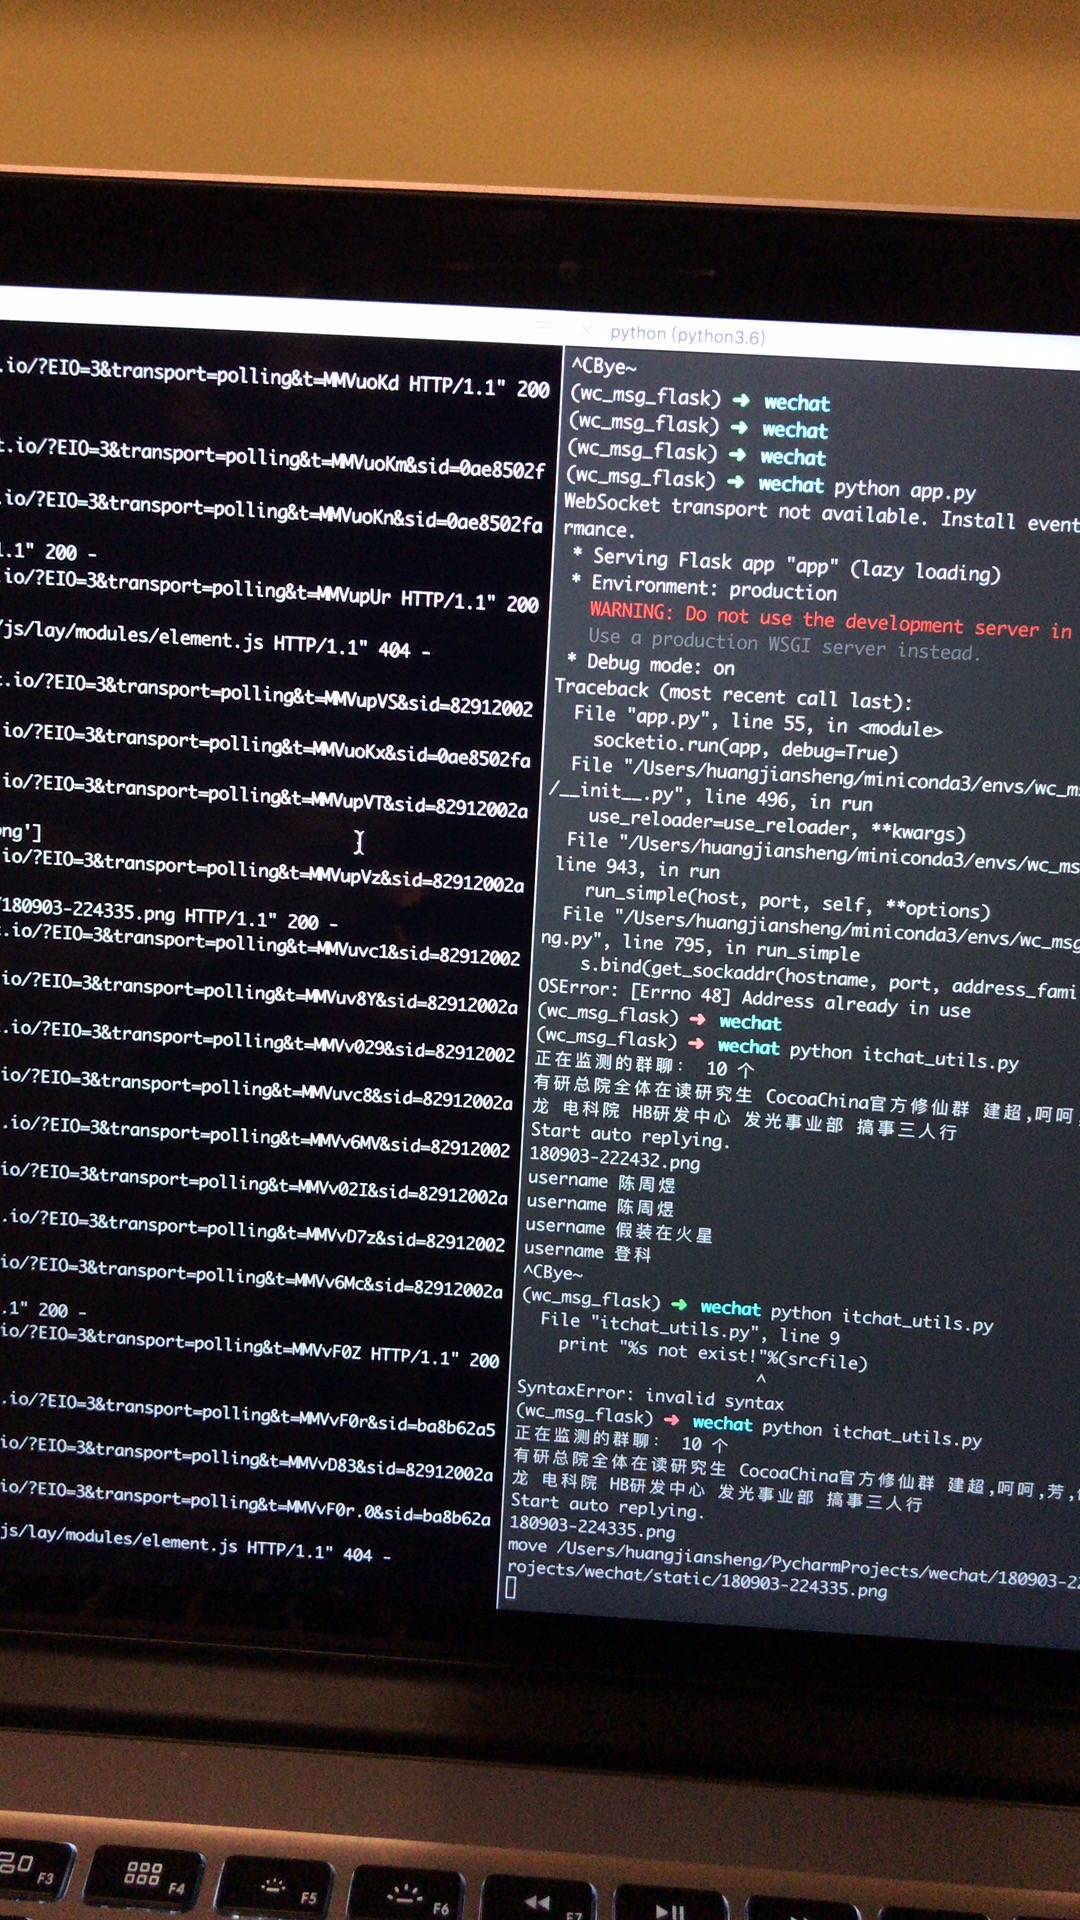 python (python3.6)
.io/?EIO=3&transport=polling&t=MMVuoKd HTTP/1.1" 200
t.io/?EIO=3&transport=polling&t=MMVuoKm&sid=0ae8502f
.io/?EIO=3&transport=polling&t=MMVuoKn&sid=0ae8502fa
1.1" 200 -
.io/?EIO=3&transport=polling&t=MMVupUr HTTP/1.1" 200
/js/lay/modules/element.js HTTP/1.1" 404 -
t.io/?EIO=3&transport=polling&t=MMVupVS&sid=82912002
io/?EIO=3&transport=polling&t=MMVuoKx&sid=0ae8502fa
io/?EIO=3&transport=polling&t=MMVupVT&sid=82912002a
ong']
io/?EIO=3&transport=polling&t=MMVupVz&sid=82912002a
/180903-224335.png HTTP/1.1" 200 -
t.io/?EIO=3&transport=polling&t=MMVuvc1&sid=82912002
io/?EIO=3&transport=polling&t=MMVuv8Y&sid=82912002a
.io/?EIO=3&transport=polling&t=MMVv029&sid=82912002
io/?EIO=3&transport=polling&t=MMVuvc8&sid=82912002a
.io/?EIO=3&transport=polling&t=MMVv6MV&sid=82912002
io/?EIO=3&transport=polling&t=MMVv02I&sid=82912002a
.io/?EIO=3&transport=polling&t=MMVvD7z&sid=82912002
io/?EIO=3&transport=polling&t=MMVv6Mc&sid=82912002a
.1" 200 -
io/?EIO=3&transport=polling&t=MMVvF0Z HTTP/1.1" 200
.io/?EIO=3&transport=polling&t=MMVvF0r&sid=ba8b62a5
io/?EIO=3&transport=polling&t=MMVvD83&sid=82912002a
io/?EIO=3&transport=polling&t=MMVvF0r.0&sid=ba8b62a
js/lay/modules/element.js HTTP/1.1" 404 -
^CBye~
(wc_msg_flask) ➜ wechat
(wc_msg_flask) ➜ wechat
(wc_msg_flask) ➜ wechat
(wc_msg_flask) ➜ wechat python app.py
WebSocket transport not available. Install event
rmance.
* Serving Flask app "app" (lazy loading)
* Environment: production
WARNING: Do not use the development server in
Use a production WSGI server instead.
* Debug mode: on
Traceback (most recent call last):
File "app.py", line 55, in <module>
socketio.run(app, debug=True)
File "/Users/huangjiansheng/miniconda3/envs/wc_ms
/__init__.py", line 496, in run
use_reloader=use_reloader, **kwargs)
File "/Users/huangjiansheng/miniconda3/envs/wc_ms
line 943, in run
run_simple(host, port, self, **options)
File "/Users/huangjiansheng/miniconda3/envs/wc_msg
ng.py", line 795, in run_simple
s.bind(get_sockaddr(hostname, port, address_fami
OSError: [Errno 48] Address already in use
(wc_msg_flask) ➜ wechat
(wc_msg_flask) ➜ wechat python itchat_utils.py
正在监测的群聊： 10 个
有研总院全体在读研究生 CocoaChina官方修仙群 建超,呵呵,
龙 电科院 HB研发中心 发光事业部 搞事三人行
Start auto replying.
180903-222432.png
username 陈周煜
username 陈周煜
username 假装在火星
username 登科
^CBye~
(wc_msg_flask) ➜ wechat python itchat_utils.py
File "itchat_utils.py", line 9
print "%s not exist!"%(srcfile)
^
SyntaxError: invalid syntax
(wc_msg_flask) ➜ wechat python itchat_utils.py
正在监测的群聊： 10 个
有研总院全体在读研究生 CocoaChina官方修仙群 建超,呵呵,芳,
龙 电科院 HB研发中心 发光事业部 搞事三人行
Start auto replying.
180903-224335.png
move /Users/huangjiansheng/PycharmProjects/wechat/180903-22
rojects/wechat/static/180903-224335.png
F3
F4
F5
F6
F7